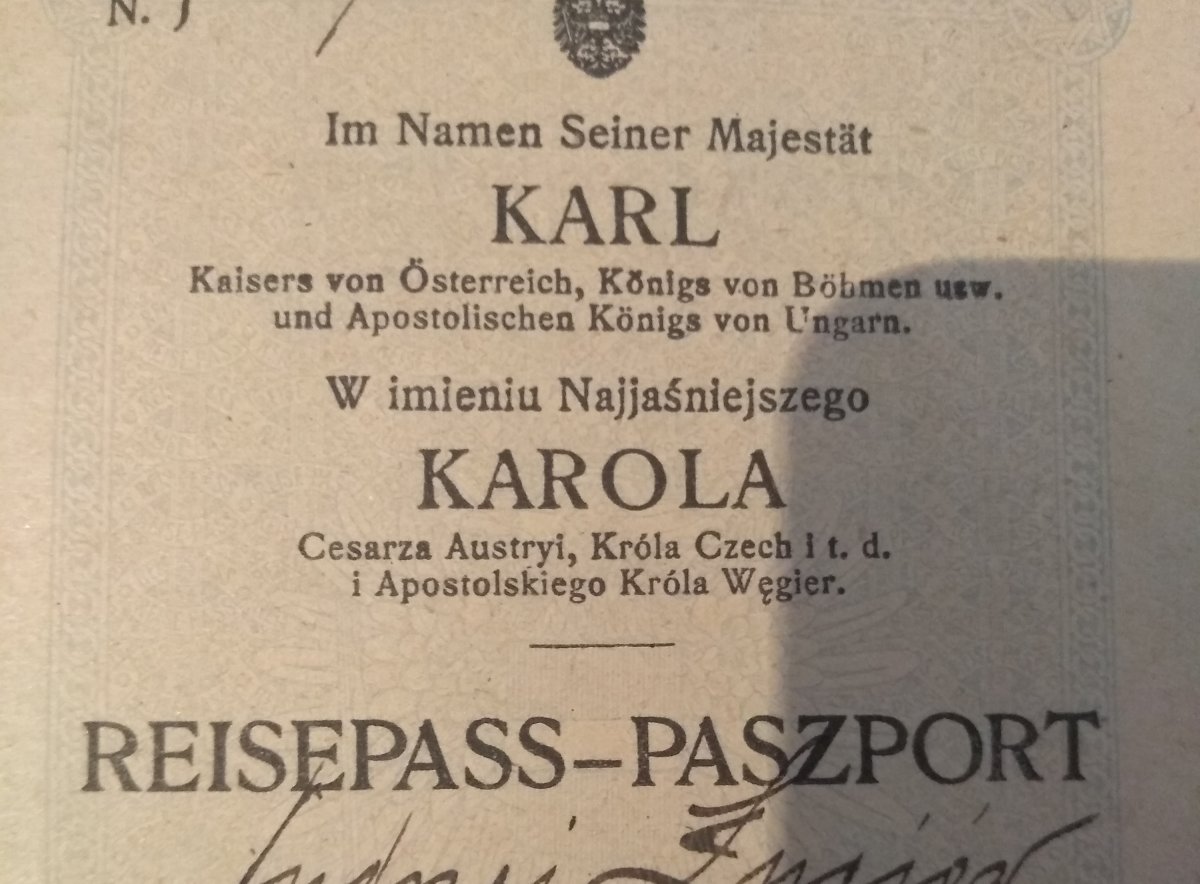 N.
Im Namen Seiner Majestät
KARL
Kaisers von Österreich, Königs von Böhmen usw.
und Apostolischen Königs von Ungarn.
W imieniu Najjaśniejszego
KAROLA
Cesarza Austryi, Króla Czech i t. d.
i Apostolskiego Króla Węgier.
REISEPASS–PASZPORT